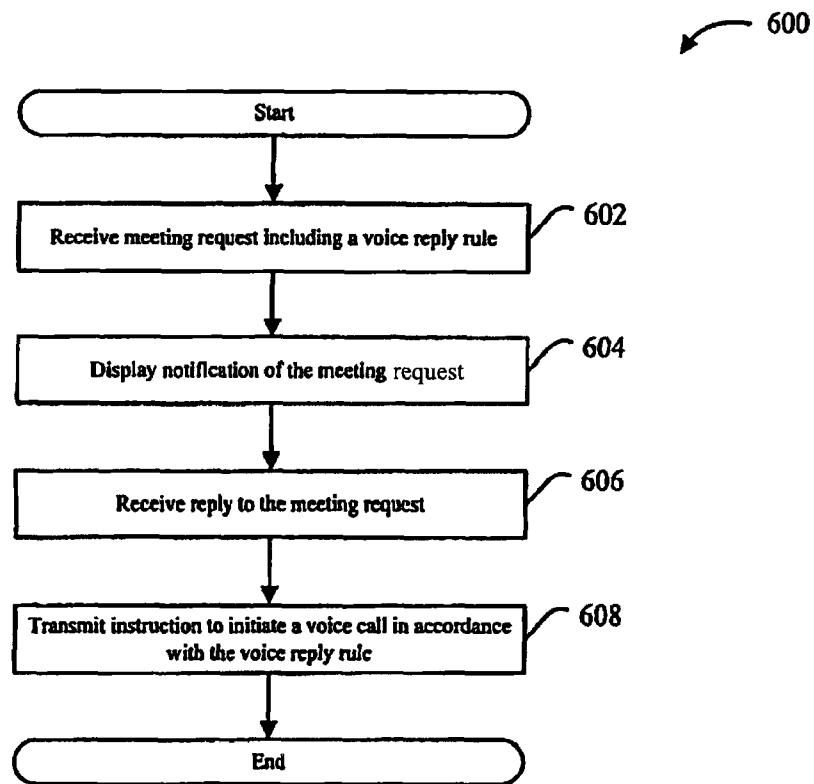 600
Start
Receive meeting request including a voice reply rule
602
Display notification of the meeting request
604
Receive reply to the meeting request
606
Transmit instruction to initiate a voice call in accordance
with the voice reply rule
608
End